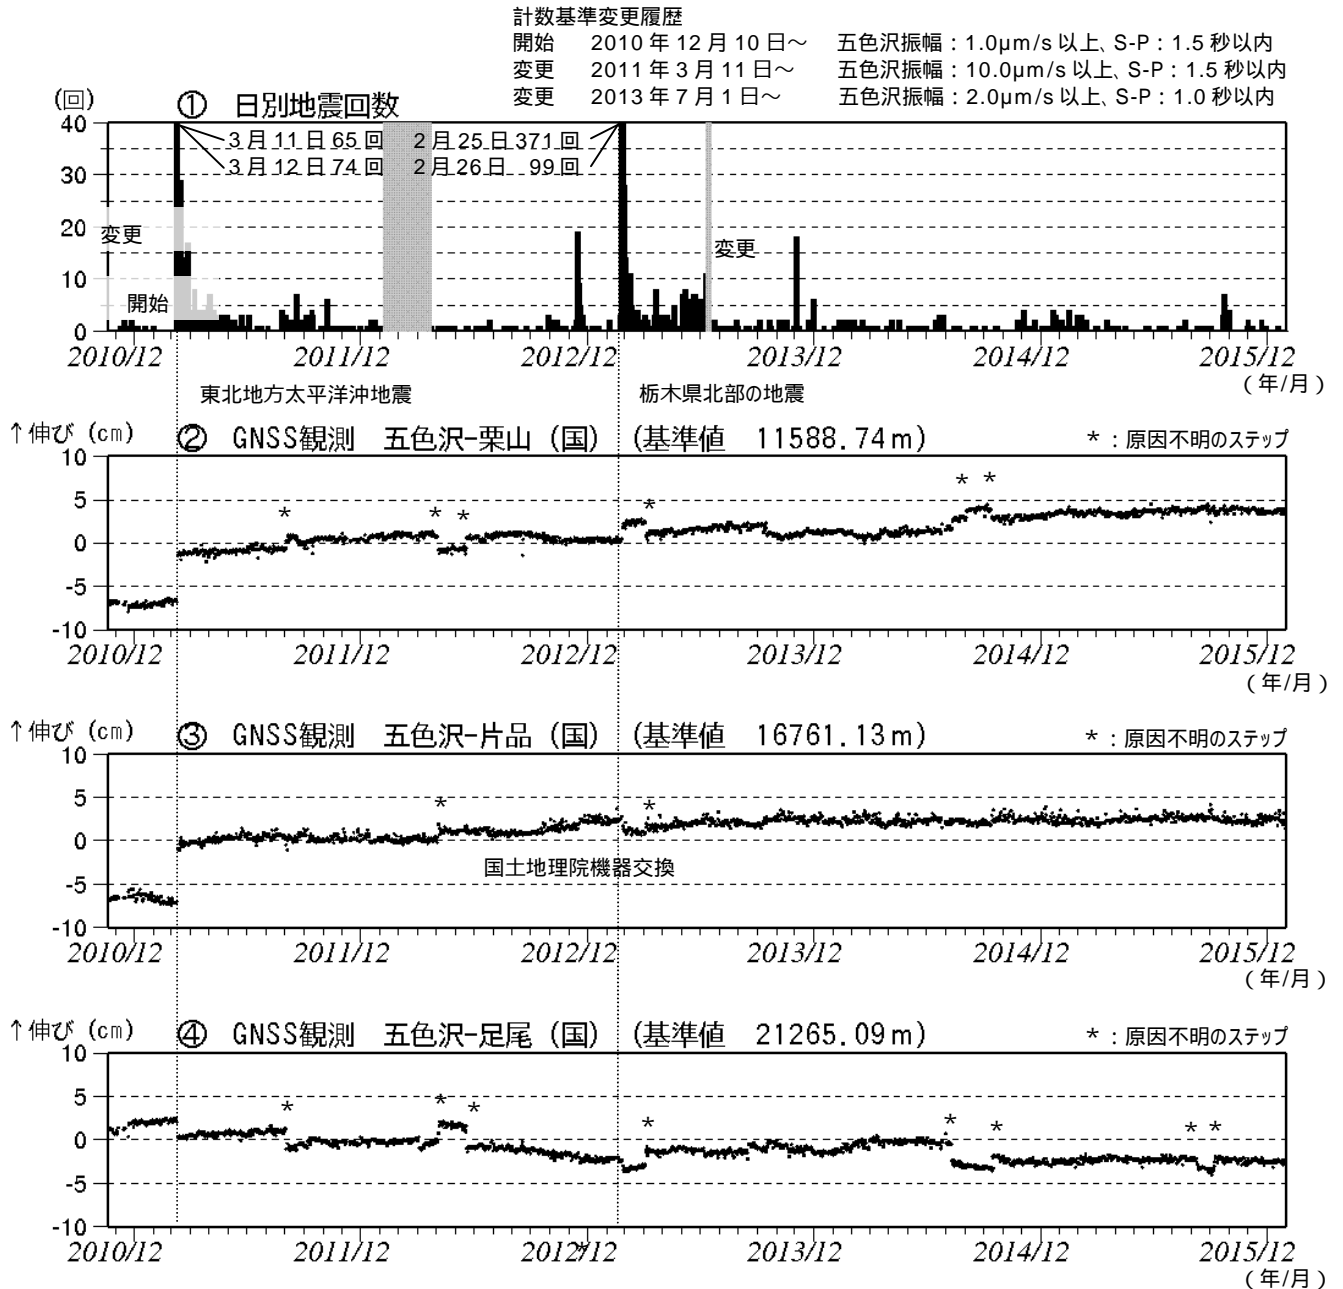 計数基準変更履歴
開始 2010年12月10日～ 五色沢振幅：1.0μm/s以上、S-P：1.5秒以内
変更 2011年3月11日～ 五色沢振幅：10.0μm/s以上、S-P：1.5秒以内
変更 2013年7月1日～ 五色沢振幅：2.0μm/s以上、S-P：1.0秒以内
(回) ① 日別地震回数
40
3月11日65回 2月25日371回
3月12日74回 2月26日 99回
30
20
変更 変更
10
開始
0
2010/12 2011/12 2012/12 2013/12 2014/12 2015/12
(年/月)
東北地方太平洋沖地震 栃木県北部の地震
↑伸び (cm) ② GNSS観測 五色沢-栗山 (国) (基準値 11588.74m) *：原因不明のステップ
10
* *
5
* * * *
0
-5
-10
2010/12 2011/12 2012/12 2013/12 2014/12 2015/12
(年/月)
↑伸び (cm) ③ GNSS観測 五色沢-片品 (国) (基準値 16761.13m) *：原因不明のステップ
10
5
* *
0
国土地理院機器交換
-5
-10
2010/12 2011/12 2012/12 2013/12 2014/12 2015/12
(年/月)
↑伸び (cm) ④ GNSS観測 五色沢-足尾 (国) (基準値 21265.09m) *：原因不明のステップ
10
5
* * * * * * * *
0
-5
-10
2010/12 2011/12 2012/12 2013/12 2014/12 2015/12
(年/月)